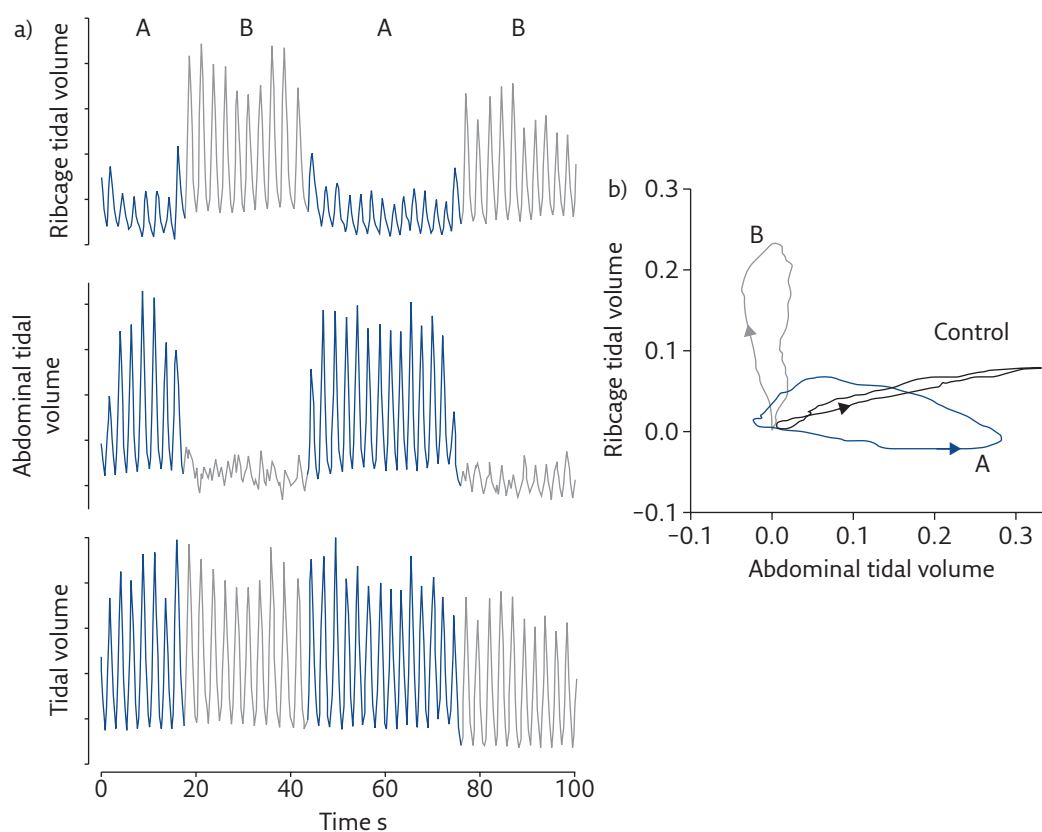 a)
A B A B
Ribcage tidal volume
Abdominal tidal
volume
Tidal volume
0 20 40 60 80 100
Time s
b)
0.3
0.2
0.1
0.0
−0.1
−0.1 0.0 0.1 0.2 0.3
Ribcage tidal volume
Abdominal tidal volume
B
Control
A